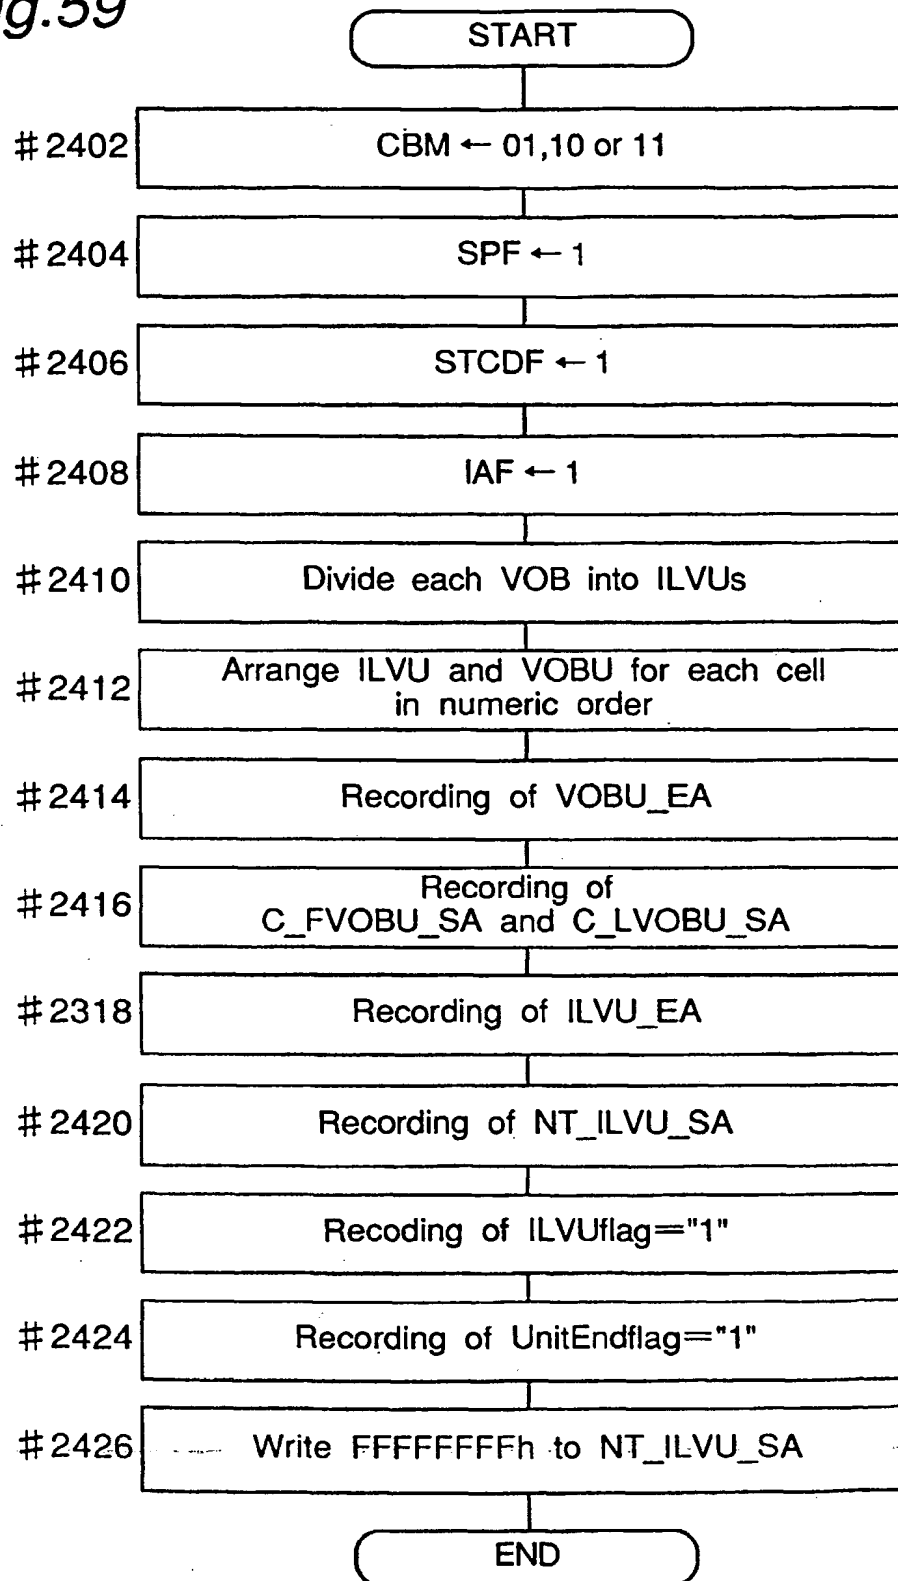 ig.59
START
#2402 CBM ← 01,10 or 11
#2404 SPF ← 1
#2406 STCDF ← 1
#2408 IAF ← 1
#2410 Divide each VOB into ILVUs
#2412 Arrange ILVU and VOBU for each cell
in numeric order
#2414 Recording of VOBU_EA
Recording of
#2416 C_FVOBU_SA and C_LVOBU_SA
#2318 Recording of ILVU_EA
#2420 Recording of NT_ILVU_SA
#2422 Recoding of ILVUflag="1"
#2424 Recording of UnitEndflag="1"
#2426 Write FFFFFFFFh to NT_ILVU_SA
END